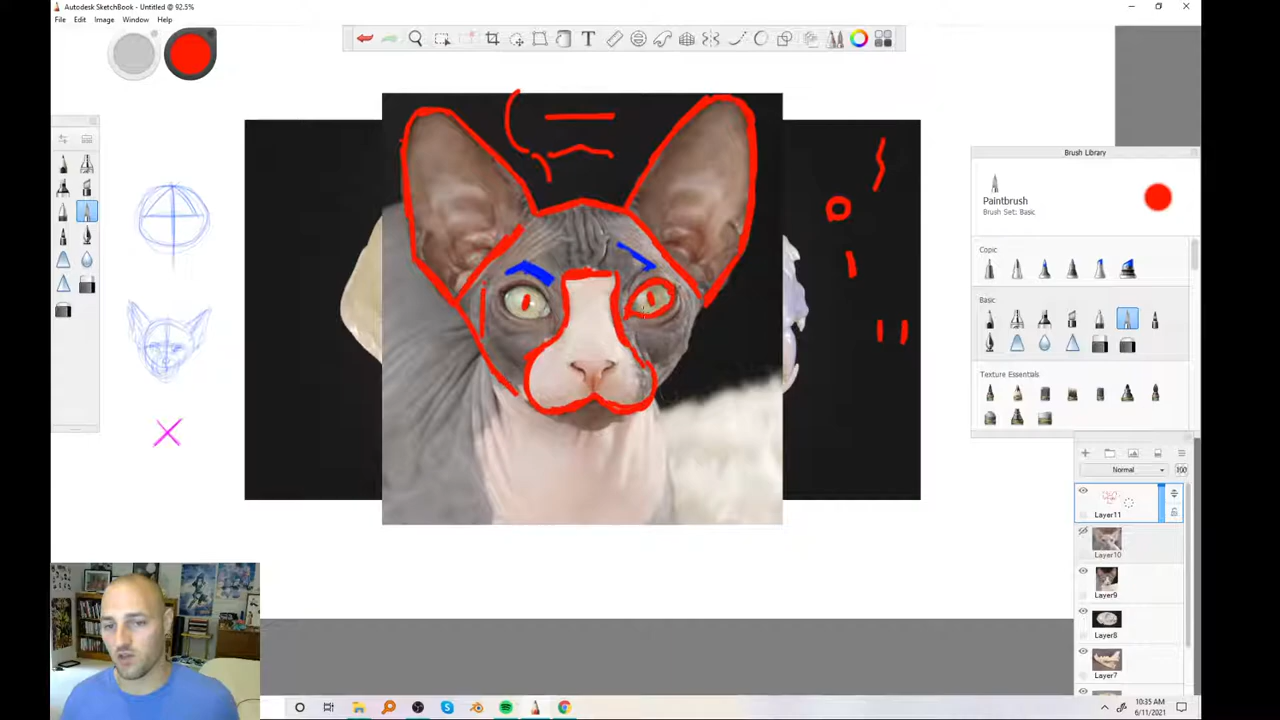 Autodesk SketchBook - Untitled @ 92.5%
File Edit Image Window Help
T
Brush Library
Paintbrush
Brush Set: Basic
Copic
Basic
Texture Essentials
Normal
100
Layer11
Layer10
Layer9
Layer8
Layer7
10:35 AM
6/11/2021